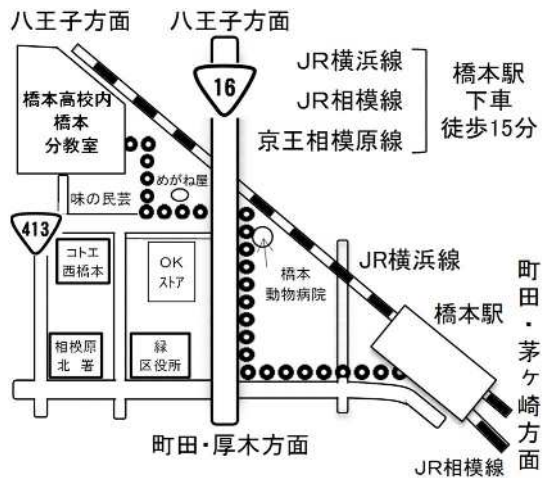 八王子方面
八王子方面
JR横浜線
JR相模線
京王相模原線
橋本駅
下車
徒歩15分
16
橋本高校内
橋本
分教室
めがね屋
味の民芸
413
コトエ
西橋本
OK
ストア
橋本
動物病院
JR横浜線
橋本駅
町田・茅ヶ崎方面
相模原
北署
緑
区役所
町田・厚木方面
JR相模線